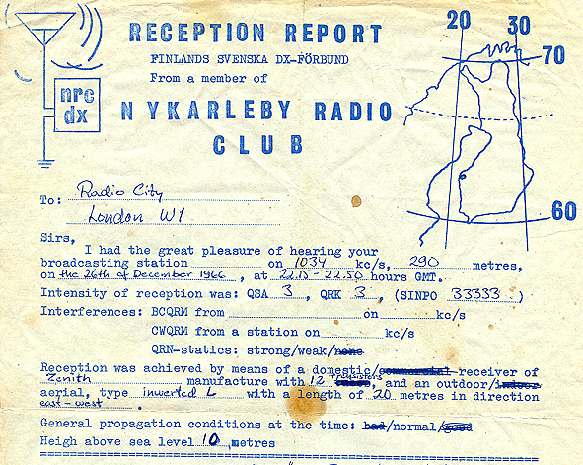 RECEPTION REPORT
FINLANDS SVENSKA DX-FÖRBUND
From a member of
nrc
dx
NYKARLEBY RADIO
CLUB
20 30
70
60
To: Radio City
London W1
Sirs,
I had the great pleasure of hearing your
broadcasting station on 1034 kc/s, 290 metres,
on the 26th of December 1966, at 22.15-22.50 hours GMT.
Intensity of reception was: QSA 3, QRK 3, (SINPO 33333)
Interferences: BCQRM from on kc/s
CWQRM from a station on kc/s
QRN-statics: strong/weak/none
Reception was achieved by means of a domestic/commercial receiver of
Zenith manufacture with 12 transistors tubes, and an outdoor/indoor
aerial, type inverted L with a length of 20 metres in direction
east-west.
General propagation conditions at the time: bad/normal/good
Heigh above sea level 10 metres